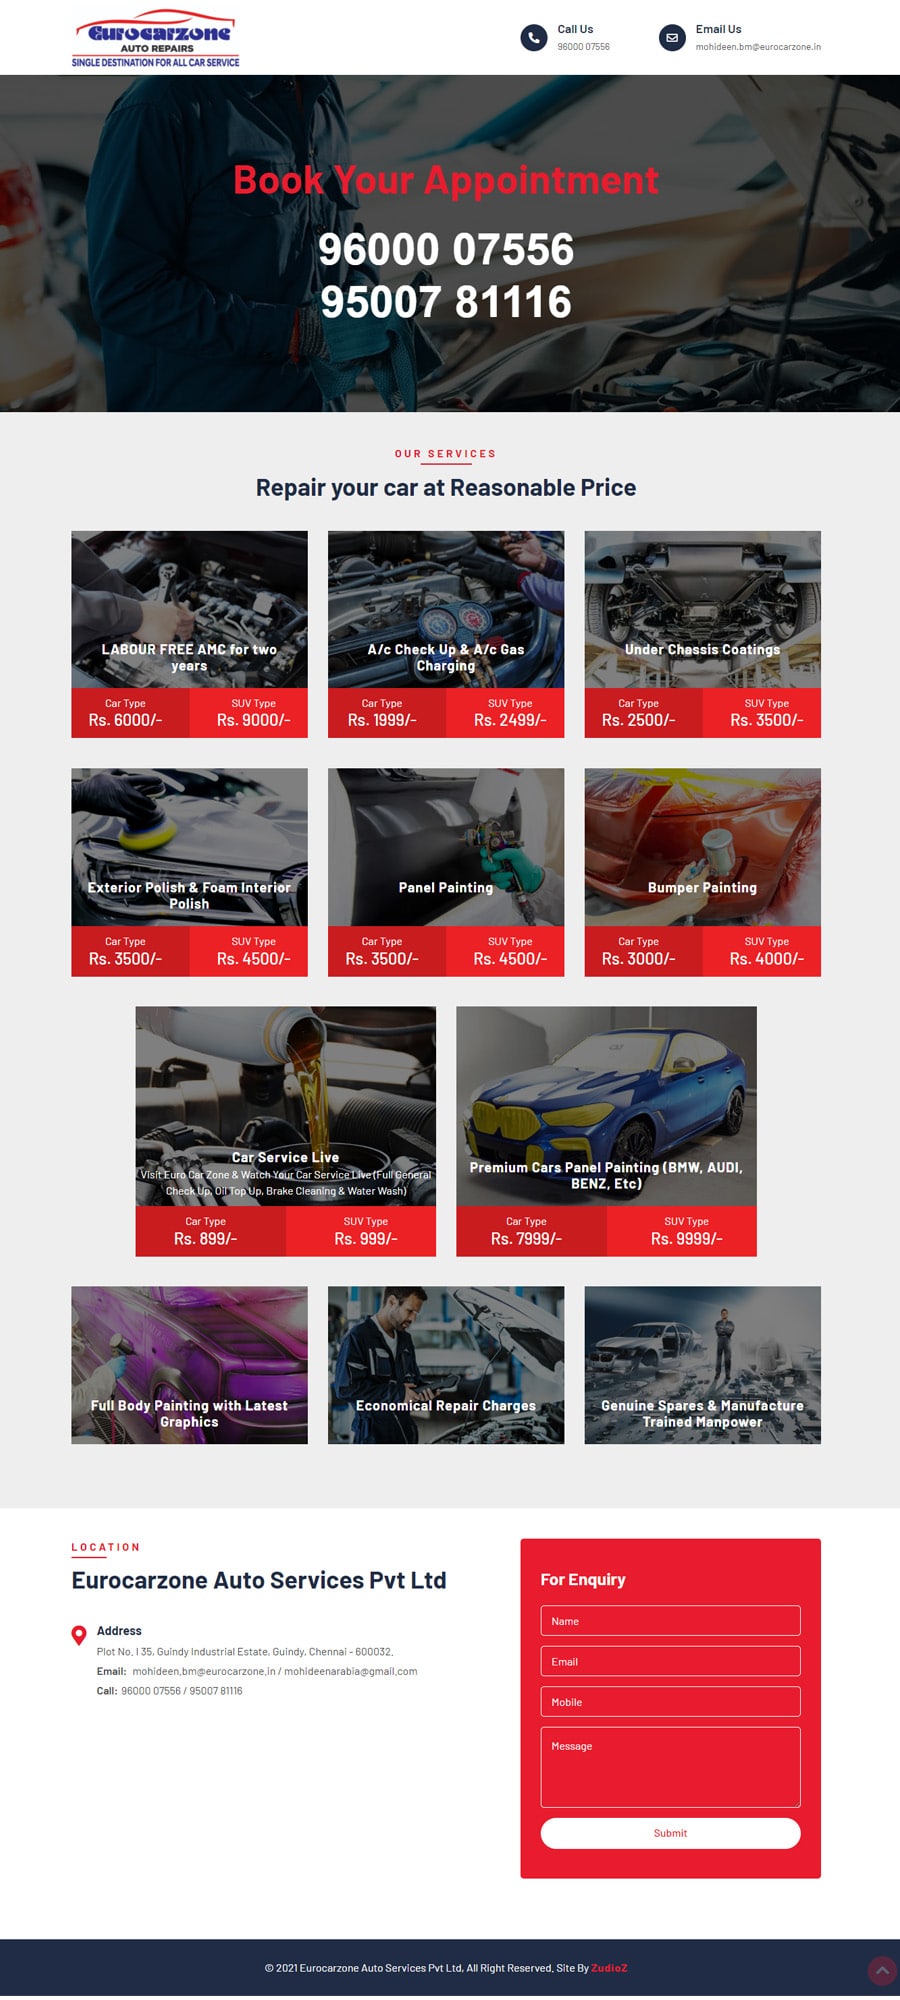 Eurocarzone
AUTO REPAIRS
SINGLE DESTINATION FOR ALL CAR SERVICE
Call Us
96000 07556
Email Us
mohideen.bm@eurocarzone.in
Book Your Appointment
96000 07556
95007 81116
OUR SERVICES
Repair your car at Reasonable Price
LABOUR FREE AMC for two
years
Car Type
Rs. 6000/-
SUV Type
Rs. 9000/-
A/c Check Up & A/c Gas
Charging
Car Type
Rs. 1999/-
SUV Type
Rs. 2499/-
Under Chassis Coatings
Car Type
Rs. 2500/-
SUV Type
Rs. 3500/-
Exterior Polish & Foam Interior
Polish
Car Type
Rs. 3500/-
SUV Type
Rs. 4500/-
Panel Painting
Car Type
Rs. 3500/-
SUV Type
Rs. 4500/-
Bumper Painting
Car Type
Rs. 3000/-
SUV Type
Rs. 4000/-
Car Service Live
Visit Euro Car Zone & Watch Your Car Service Live (Full General
Check Up, Oil Top Up, Brake Cleaning & Water Wash)
Car Type
Rs. 899/-
SUV Type
Rs. 999/-
Premium Cars Panel Painting (BMW, AUDI,
BENZ, Etc)
Car Type
Rs. 7999/-
SUV Type
Rs. 9999/-
Full Body Painting with Latest
Graphics
Economical Repair Charges
Genuine Spares & Manufacture
Trained Manpower
LOCATION
Eurocarzone Auto Services Pvt Ltd
Address
Plot No. I 35, Guindy Industrial Estate, Guindy, Chennai - 600032.
Email: mohideen.bm@eurocarzone.in / mohideenarabia@gmail.com
Call: 96000 07556 / 95007 81116
For Enquiry
Name
Email
Mobile
Message
Submit
© 2021 Eurocarzone Auto Services Pvt Ltd, All Right Reserved. Site By ZudioZ